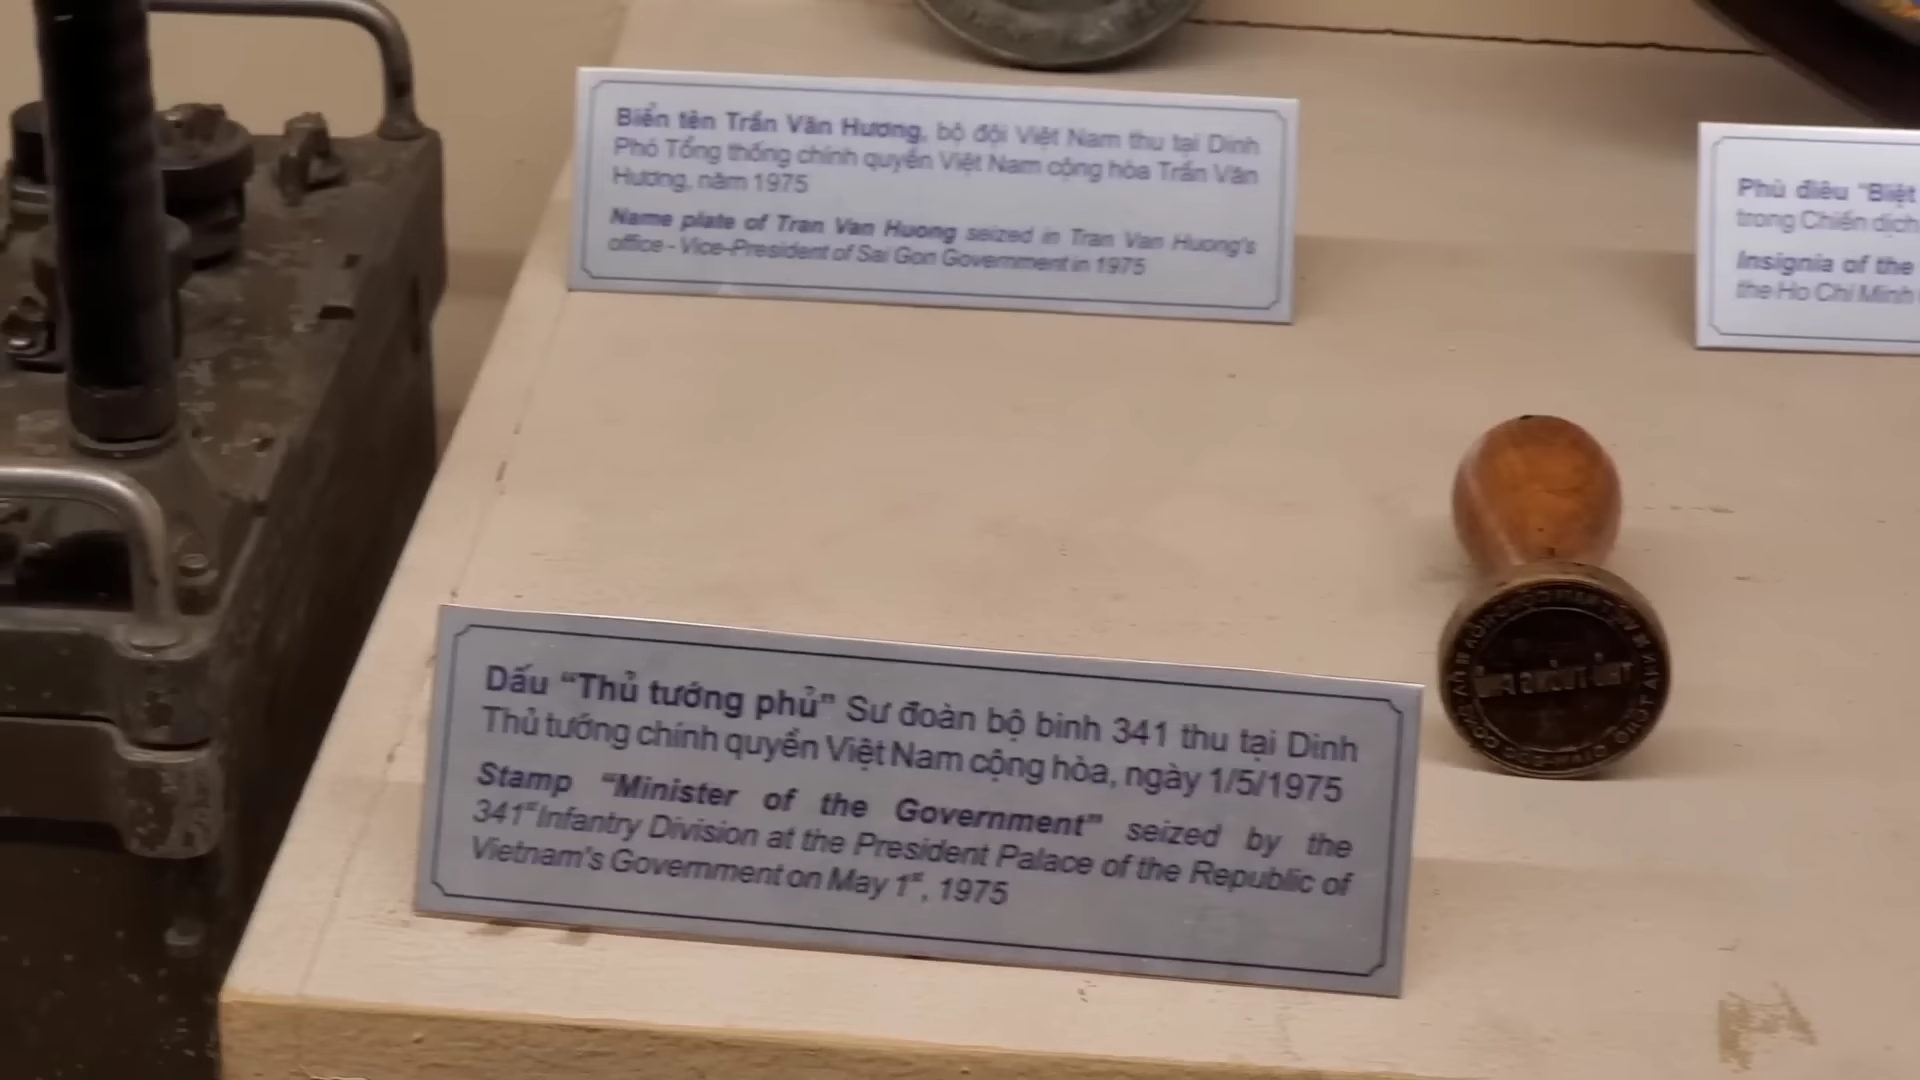 Biển tên Trần Văn Hương, bộ đội Việt Nam thu tại Dinh
Phó Tổng thống chính quyền Việt Nam cộng hòa Trần Văn
Hương, năm 1975
Name plate of Tran Van Huong seized in Tran Van Huong's
office - Vice-President of Sai Gon Government in 1975
Phù điêu "Biệt
trong Chiến dịch
Insignia of the
the Ho Chi Minh
Dấu “Thủ tướng phủ” Sư đoàn bộ binh 341 thu tại Dinh
Thủ tướng chính quyền Việt Nam cộng hòa, ngày 1/5/1975
Stamp “Minister of the Government” seized by the
341st Infantry Division at the President Palace of the Republic of
Vietnam's Government on May 1st, 1975
THỦ TƯỚNG PHỦ